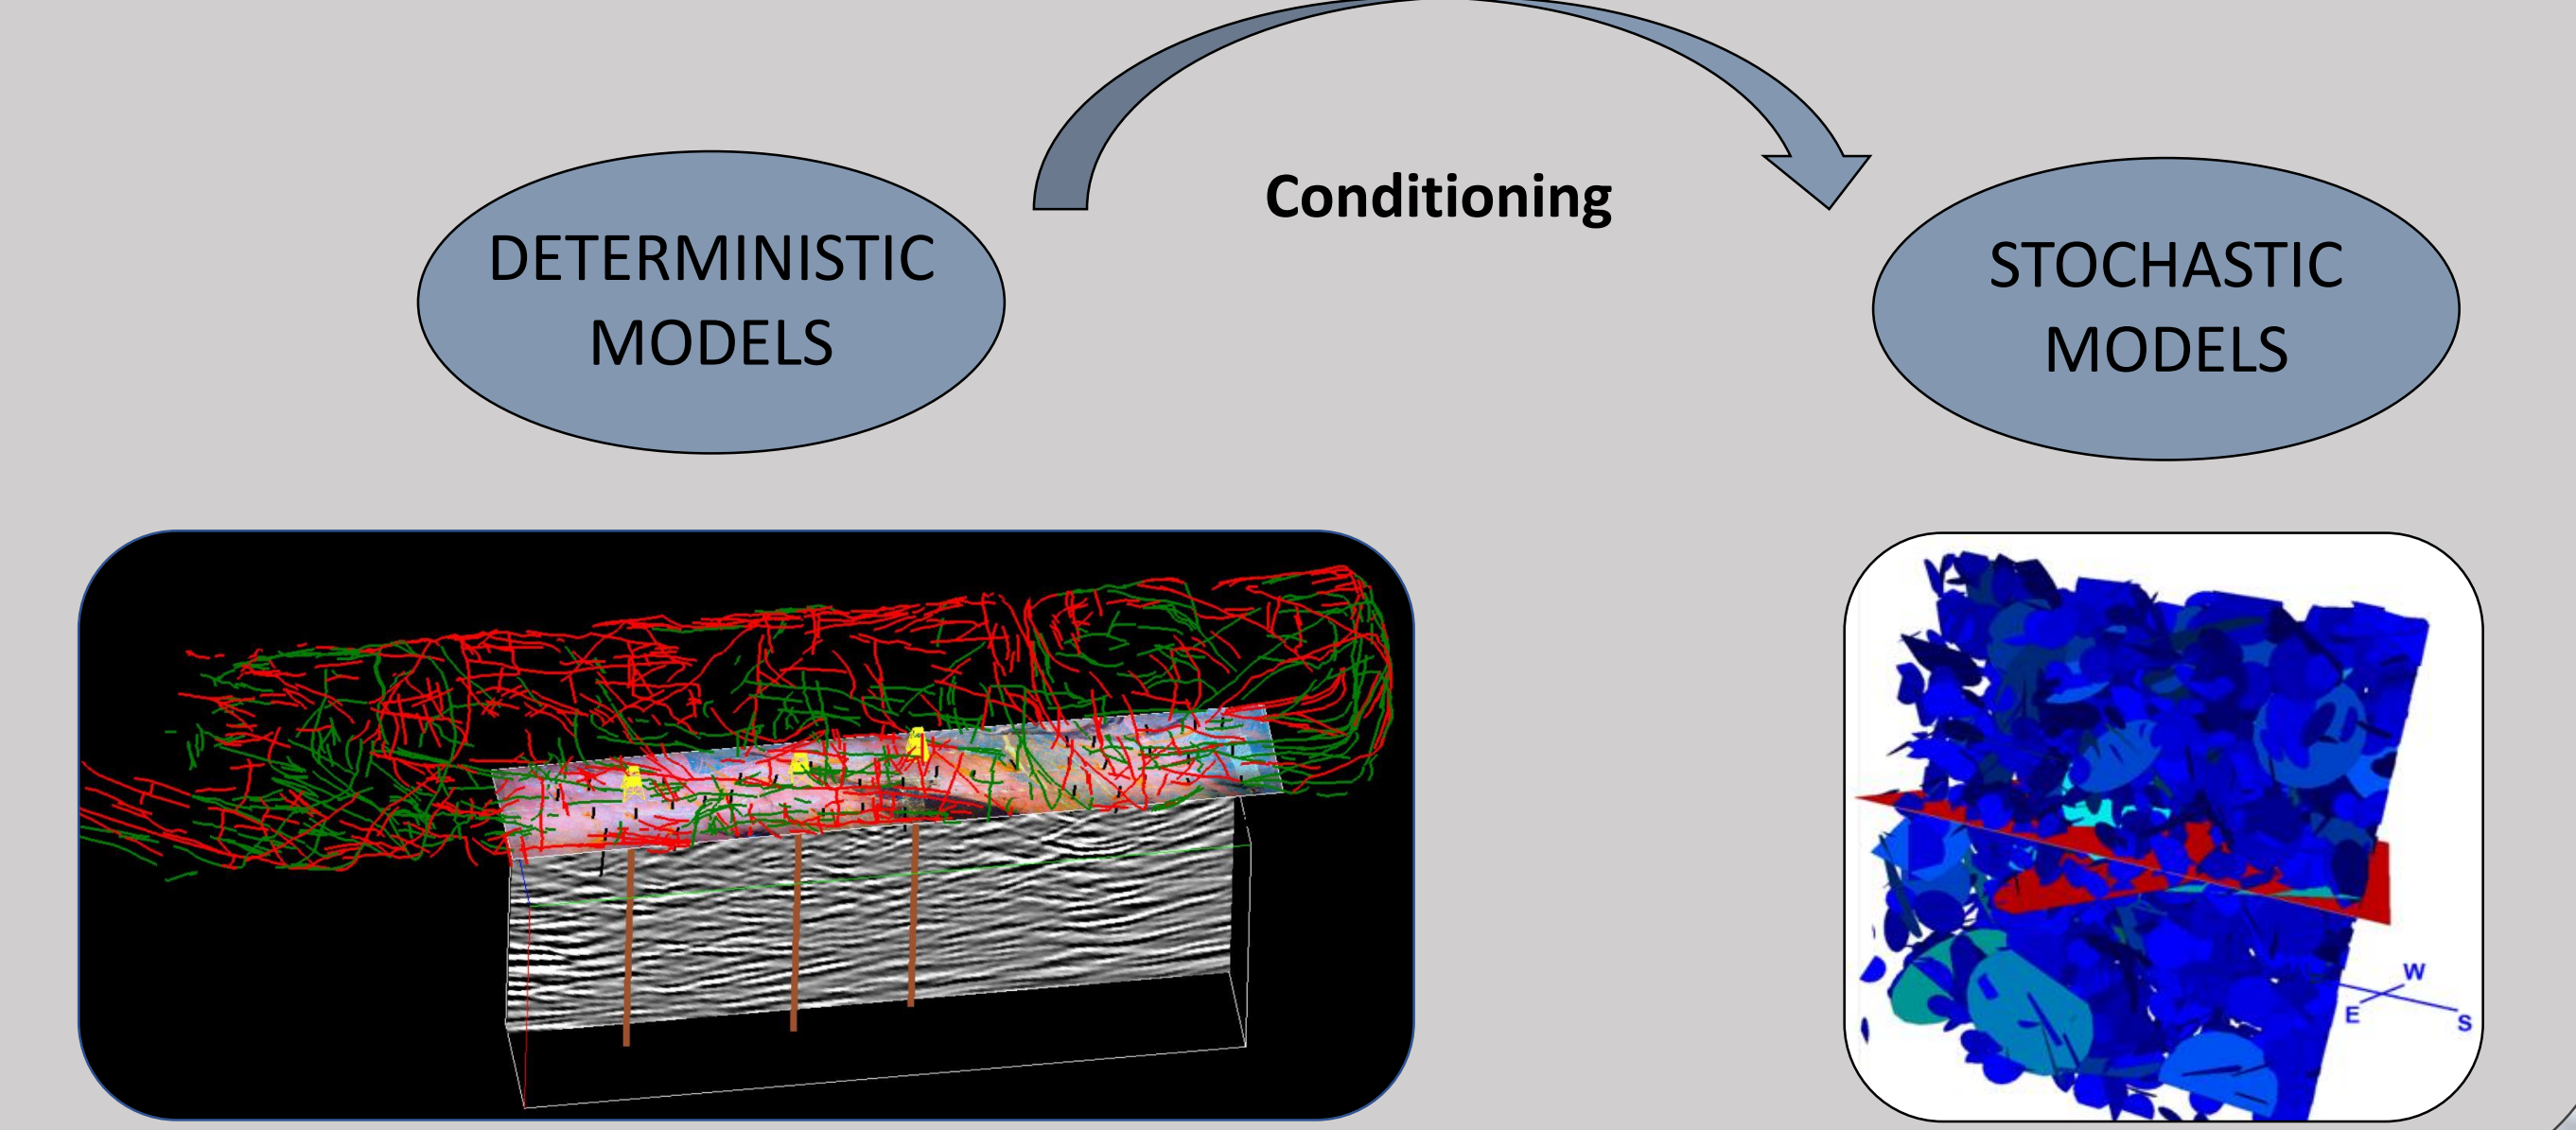 Conditioning
DETERMINISTIC
MODELS
STOCHASTIC
MODELS
W
E
S